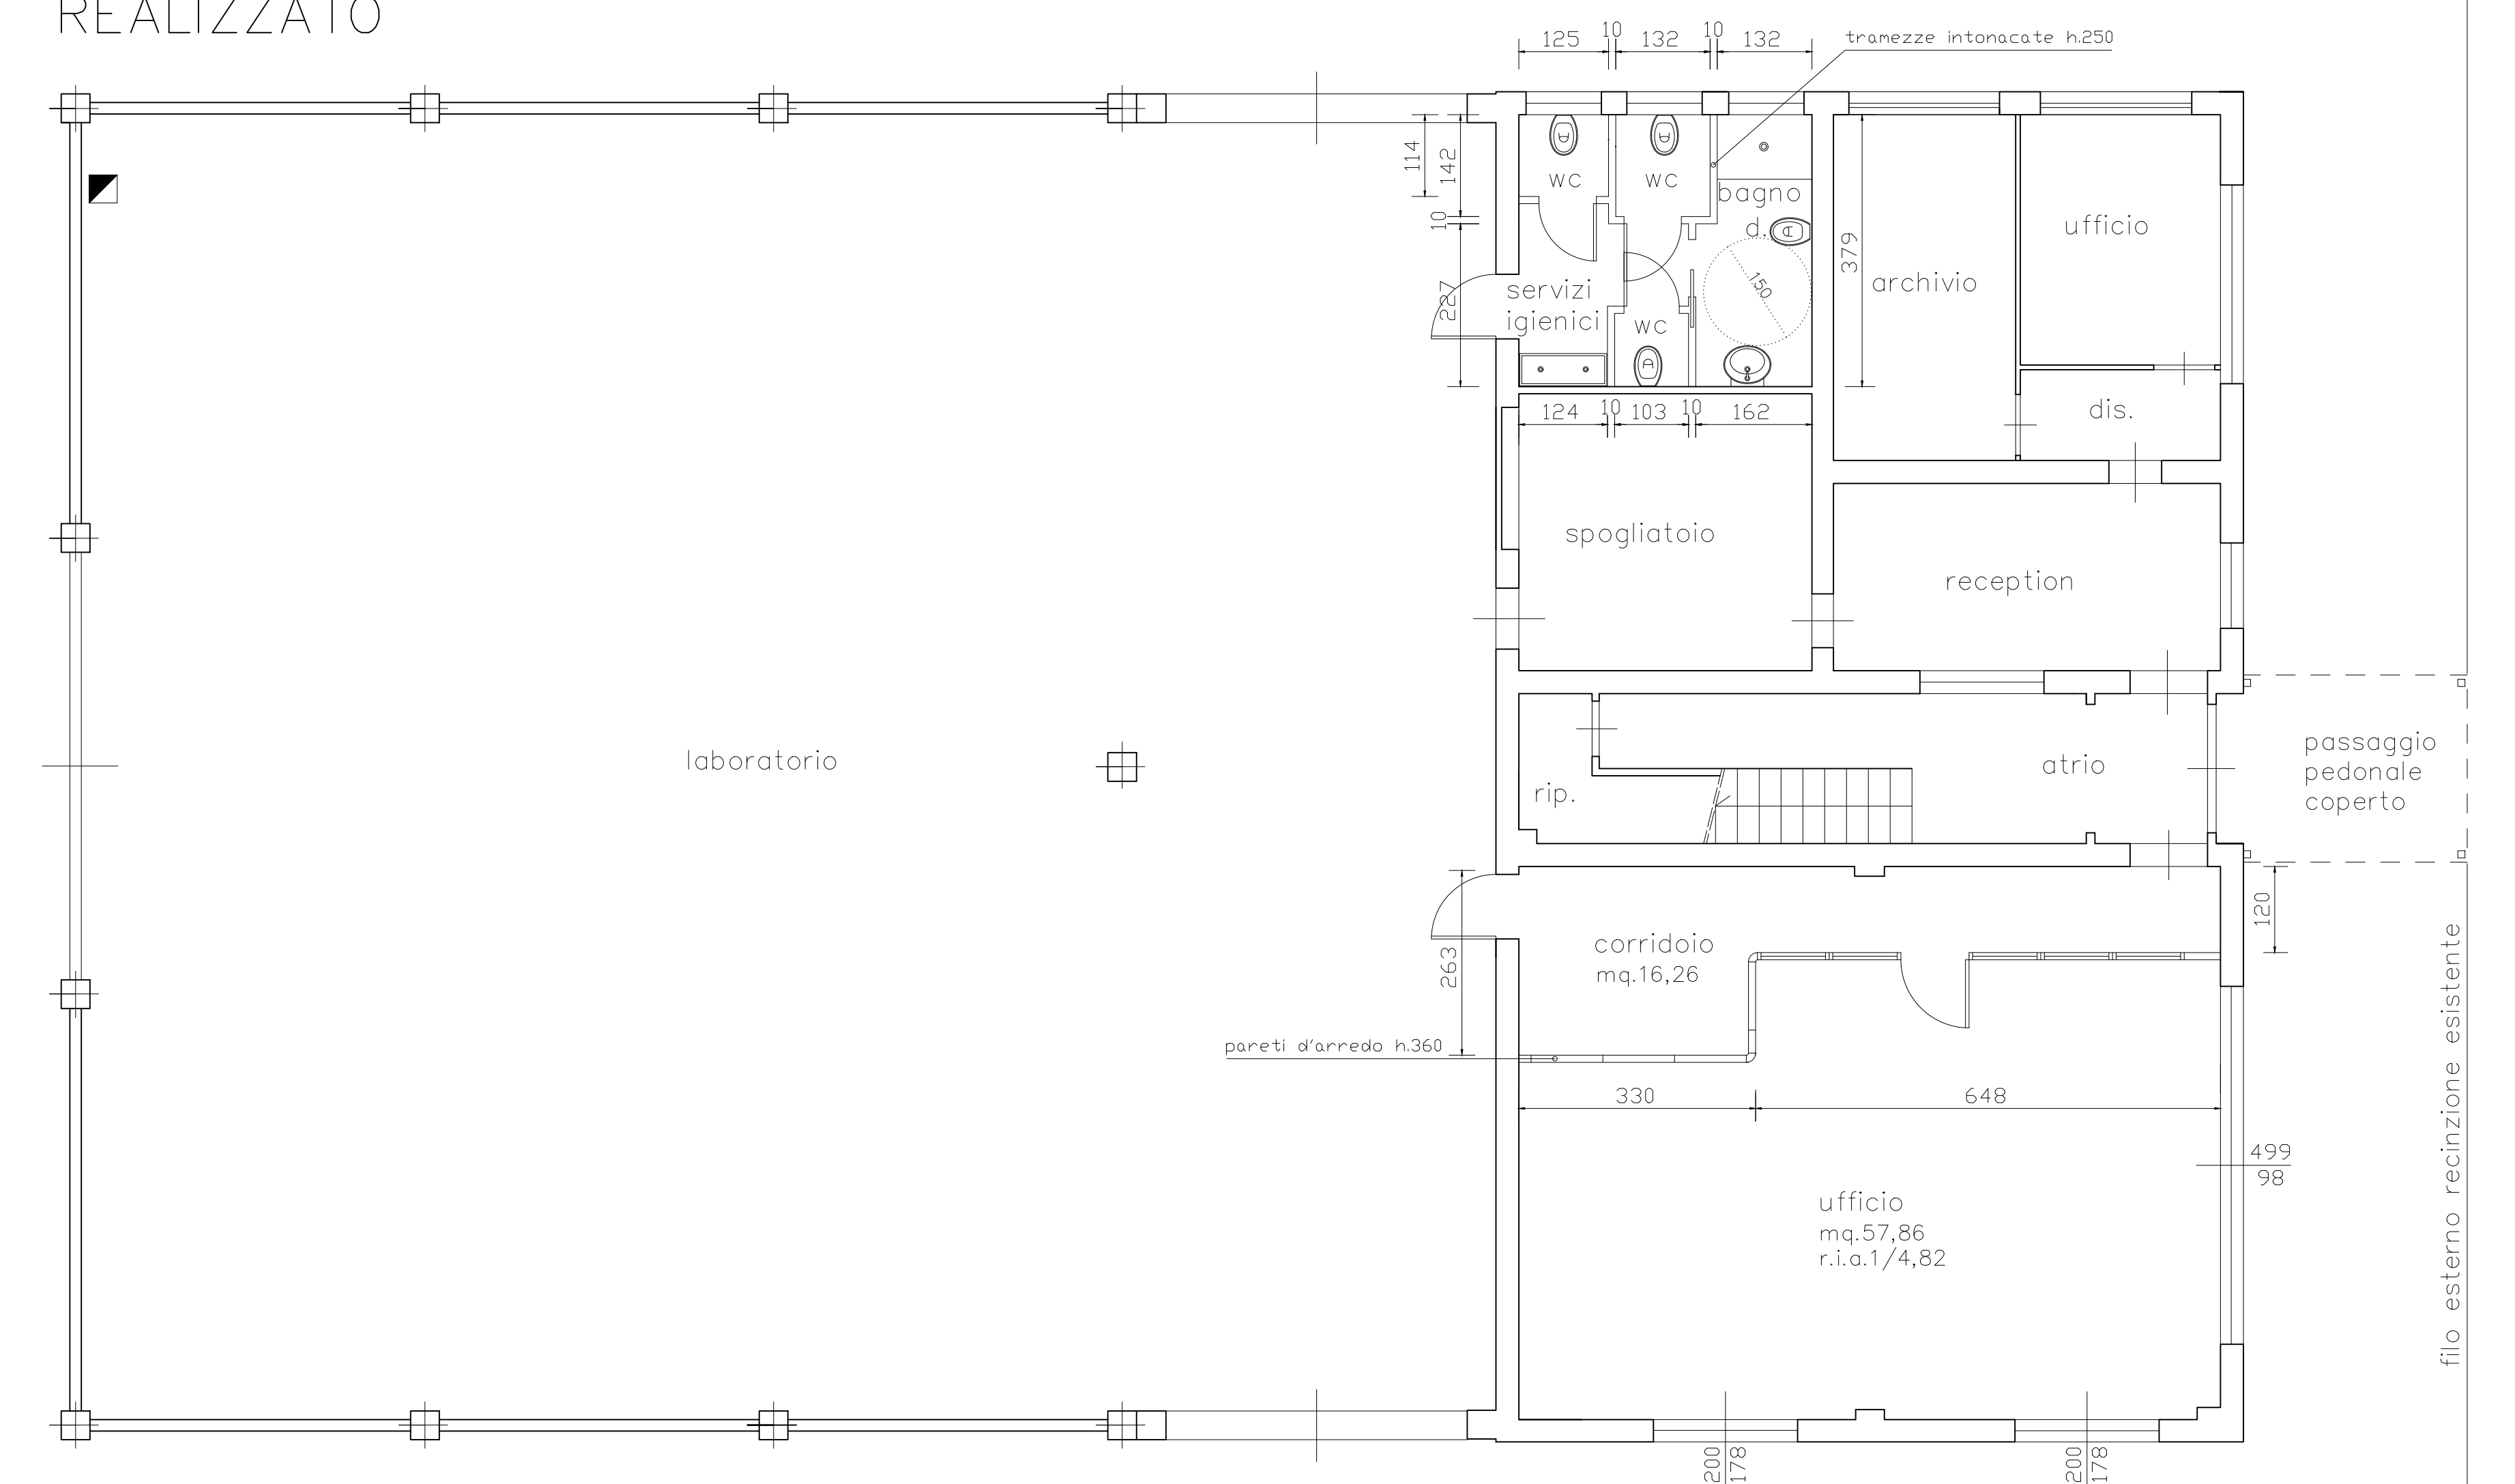 REALIZZATO
125
10
132
10
132
tramezze intonacate h.250
114
142
10
227
wc
wc
bagno
d.
150
379
archivio
ufficio
servizi
igienici
wc
dis.
124
10
103
10
162
spogliatoio
reception
laboratorio
rip.
atrio
passaggio
pedonale
coperto
263
corridoio
mq.16,26
120
pareti d'arredo h.360
330
648
499
98
ufficio
mq.57,86
r.i.a.1/4,82
filo esterno recinzione esistente
200
178
200
178